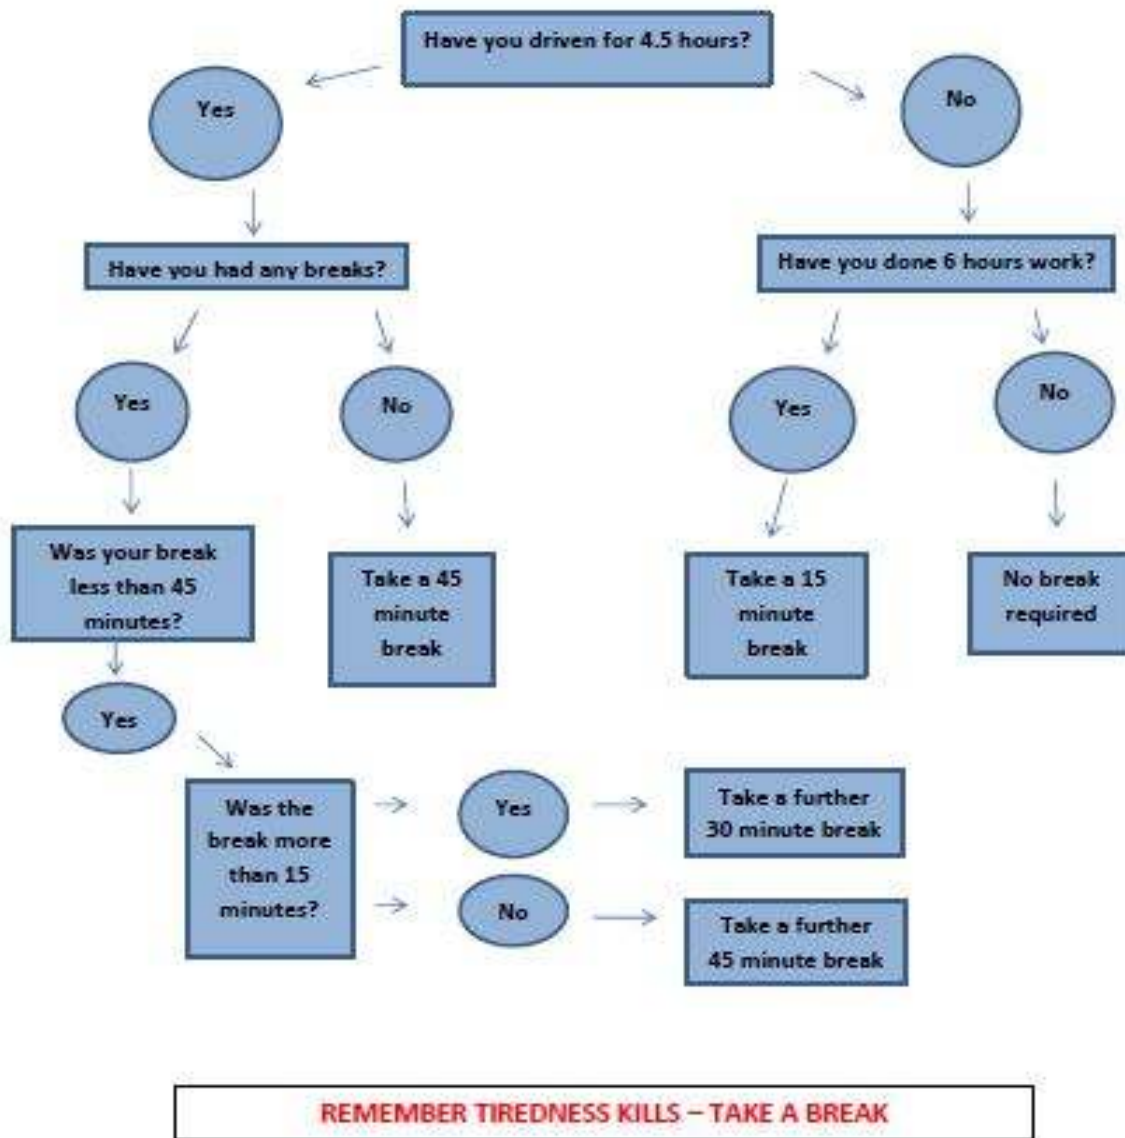 Have you driven for 4.5 hours?
Yes
No
Have you had any breaks?
Have you done 6 hours work?
Yes
No
Yes
No
Was your break
less than 45
minutes?
Take a 45
minute
break
Take a 15
minute
break
No break
required
Yes
Was the
break more
than 15
minutes?
Yes
Take a further
30 minute break
No
Take a further
45 minute break
REMEMBER TIREDNESS KILLS – TAKE A BREAK